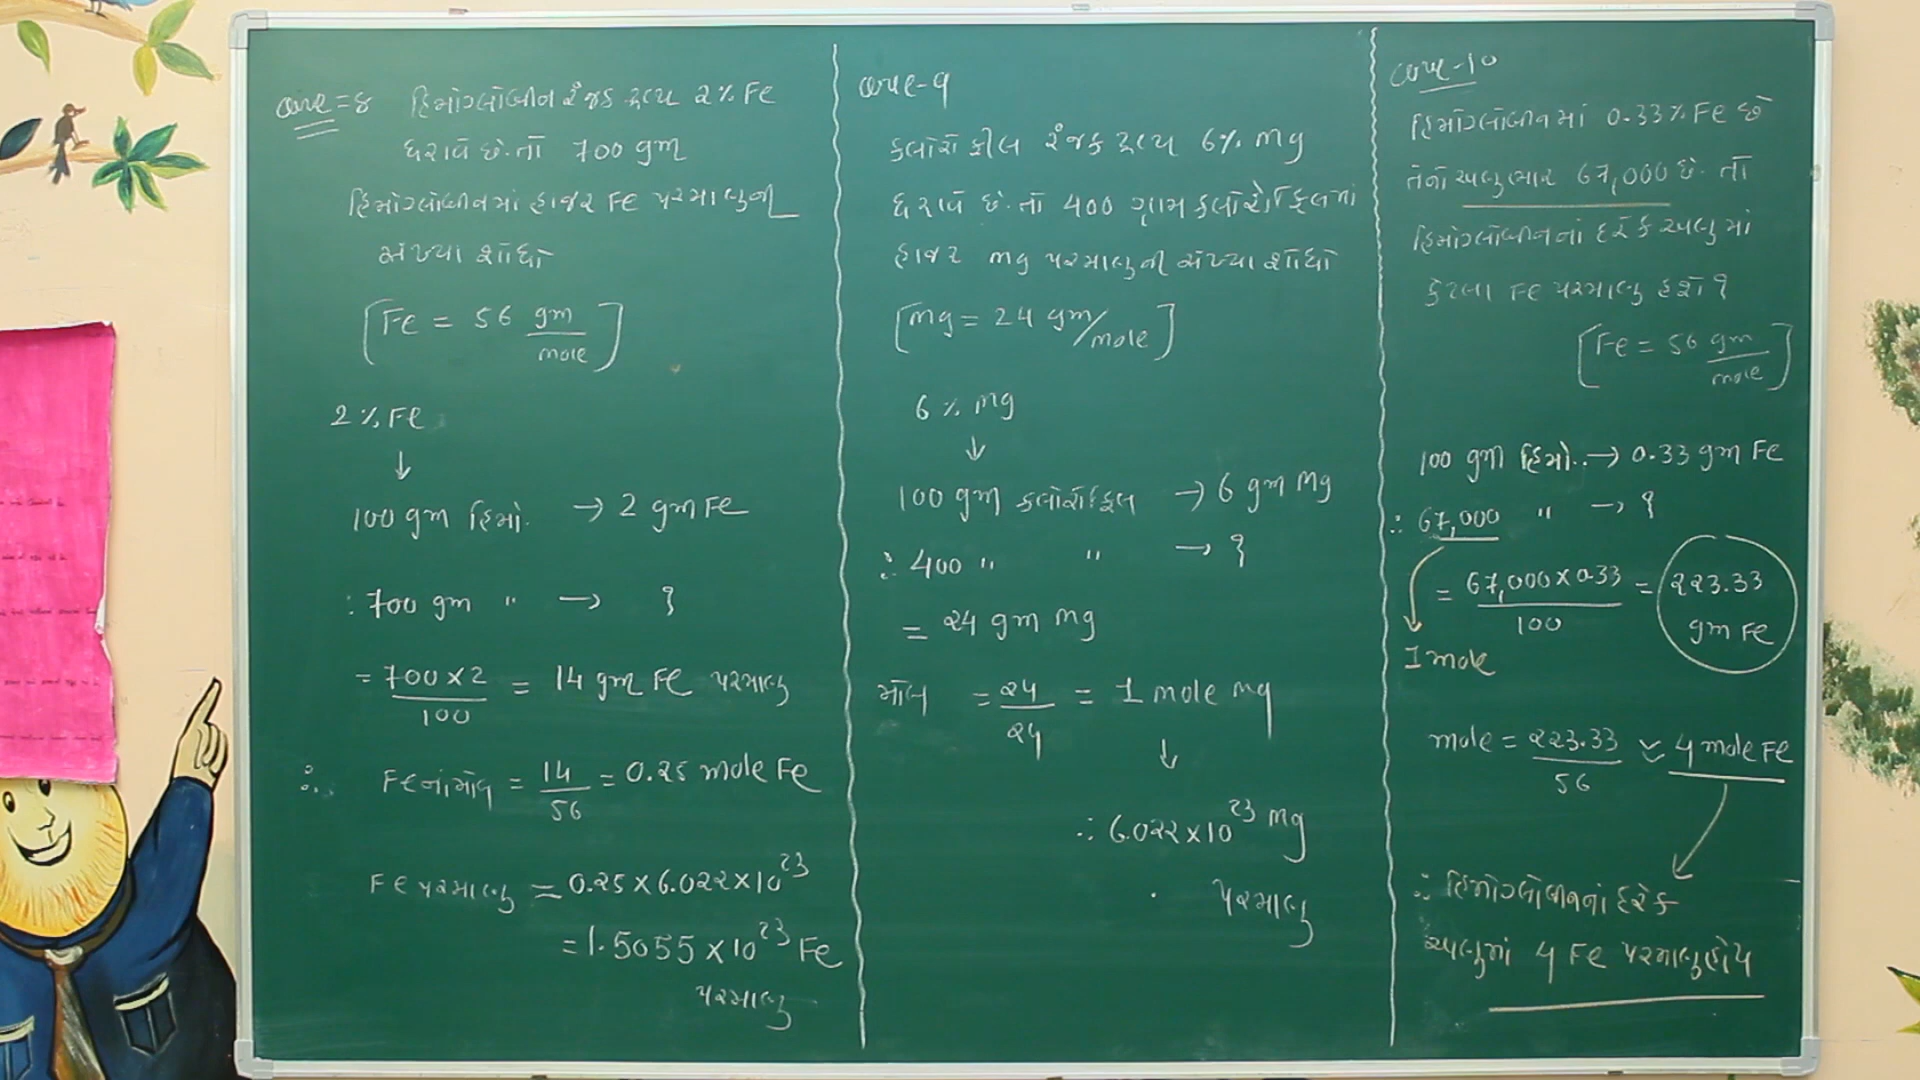 દાખલો=8 હિમોગ્લોબીન રંજક દ્રવ્ય 2% Fe
ધરાવે છે. તો 700 gm
હિમોગ્લોબીનમાં હાજર Fe પરમાણુની
સંખ્યા શોધો
[Fe = 56 gm/mole]
2 % Fe
↓
100 gm હિમો. → 2 gm Fe
: 700 gm " → ?
= 700 × 2 / 100 = 14 gm Fe પરમાણુ
∴ Feનાં મોલ = 14/56 = 0.25 mole Fe
Fe પરમાણુ = 0.25 × 6.022 × 10^23
= 1.5055 × 10^23 Fe
પરમાણુ
ક્લોરોફીલ રંજક દ્રવ્ય 6% mg
ધરાવે છે. તો 400 ગ્રામ ક્લોરોફિલમાં
હાજર mg પરમાણુની સંખ્યા શોધો
[mg = 24 gm/mole]
6 % mg
↓
100 gm ક્લોરોફિલ → 6 gm mg
∴ 400 " " → ?
= 24 gm mg
મોલ = 24/24 = 1 mole mg
↓
∴ 6.022 × 10^23 mg
પરમાણુ
હિમોગ્લોબીનમાં 0.33% Fe છે
તેનો અણુભાર 67,000 છે. તો
હિમોગ્લોબીનનાં દરેક અણુમાં
કેટલા Fe પરમાણુ હશે ?
[Fe = 56 gm/mole]
100 gm હિમો.. → 0.33 gm Fe
∴ 67,000 " → ?
= 67,000 × 0.33 / 100 = 223.33 gm Fe
1 mole
mole = 223.33 / 56 ≃ 4 mole Fe
∴ હિમોગ્લોબીનનાં દરેક
અણુમાં 4 Fe પરમાણુ હોય